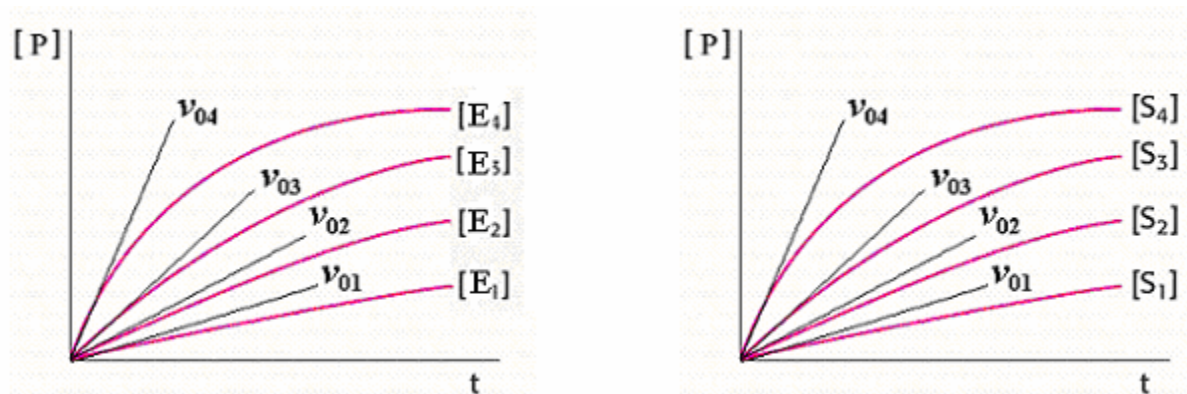 [ P]
v04
[E4]
v03
[E3]
v02
[E2]
v01
[E1]
t
[ P]
v04
[S4]
v03
[S3]
v02
[S2]
v01
[S1]
t